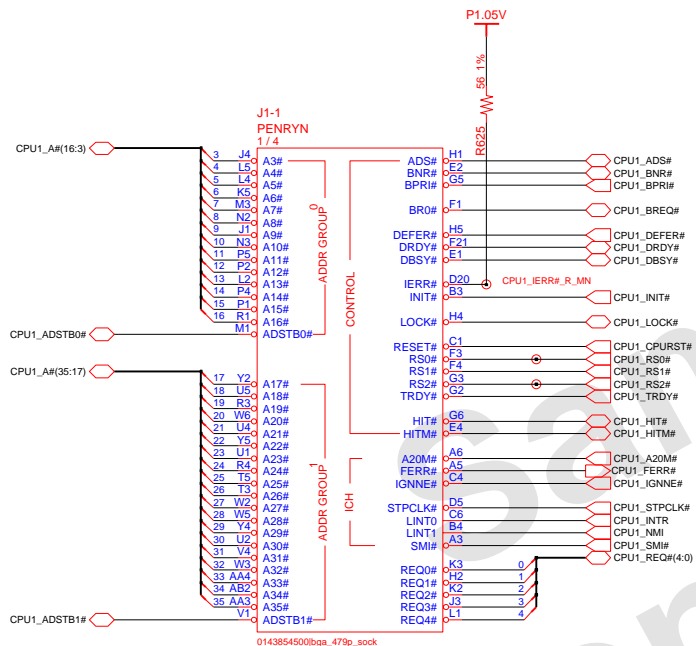 P1.05V
56 1%
R625
J1-1
PENRYN
1 / 4
CPU1_A#(16:3)
3 J4 A3#
4 L5 A4#
5 L4 A5#
6 K5 A6#
7 M3 A7#
8 N2 A8#
9 J1 A9#
10 N3 A10#
11 P5 A11#
12 P2 A12#
13 L2 A13#
14 P4 A14#
15 P1 A15#
16 R1 A16#
CPU1_ADSTB0# M1 ADSTB0#
ADDR GROUP 0
CPU1_A#(35:17)
17 Y2 A17#
18 U5 A18#
19 R3 A19#
20 W6 A20#
21 U4 A21#
22 Y5 A22#
23 U1 A23#
24 R4 A24#
25 T5 A25#
26 T3 A26#
27 W2 A27#
28 W5 A28#
29 Y4 A29#
30 U2 A30#
31 V4 A31#
32 W3 A32#
33 AA4 A33#
34 AB2 A34#
35 AA3 A35#
CPU1_ADSTB1# V1 ADSTB1#
ADDR GROUP 1
CONTROL
ICH
ADS# H1 CPU1_ADS#
BNR# E2 CPU1_BNR#
BPRI# G5 CPU1_BPRI#
BR0# F1 CPU1_BREQ#
DEFER# H5 CPU1_DEFER#
DRDY# F21 CPU1_DRDY#
DBSY# E1 CPU1_DBSY#
IERR# D20 CPU1_IERR#_R_MN
INIT# B3 CPU1_INIT#
LOCK# H4 CPU1_LOCK#
RESET# C1 CPU1_CPURST#
RS0# F3 CPU1_RS0#
RS1# F4 CPU1_RS1#
RS2# G3 CPU1_RS2#
TRDY# G2 CPU1_TRDY#
HIT# G6 CPU1_HIT#
HITM# E4 CPU1_HITM#
A20M# A6 CPU1_A20M#
FERR# A5 CPU1_FERR#
IGNNE# C4 CPU1_IGNNE#
STPCLK# D5 CPU1_STPCLK#
LINT0 C6 CPU1_INTR
LINT1 B4 CPU1_NMI
SMI# A3 CPU1_SMI#
CPU1_REQ#(4:0)
REQ0# K3 0
REQ1# H2 1
REQ2# K2 2
REQ3# J3 3
REQ4# L1 4
0143854500|bga_479p_sock